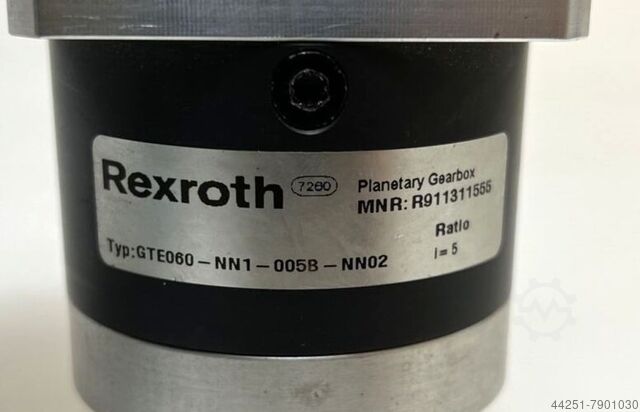 Rexroth 7260
Planetary Gearbox
MNR: R911311555
Typ:GTE060-NN1-005B-NN02
Ratio
i= 5
44251-7901030